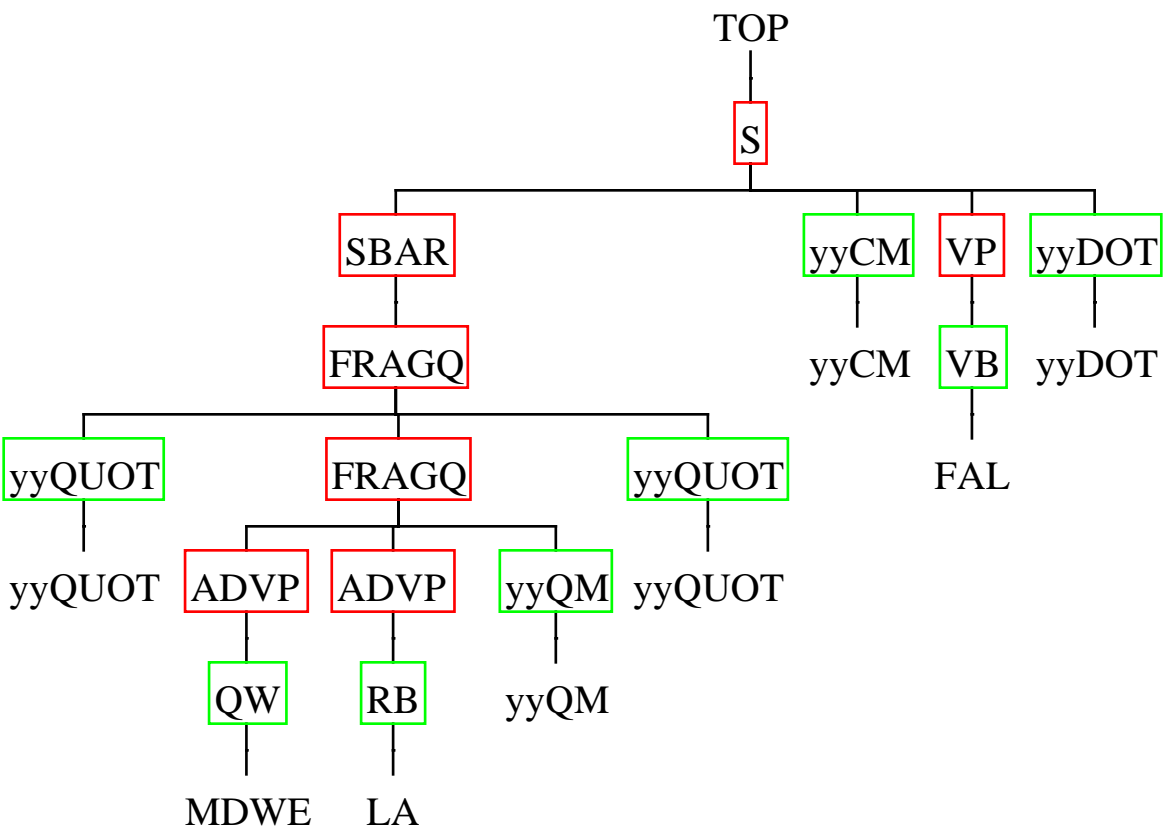 TOP
S
SBAR yyCM VP yyDOT
FRAGQ yyCM VB yyDOT
yyQUOT FRAGQ yyQUOT FAL
yyQUOT ADVP ADVP yyQM yyQUOT
QW RB yyQM
MDWE LA